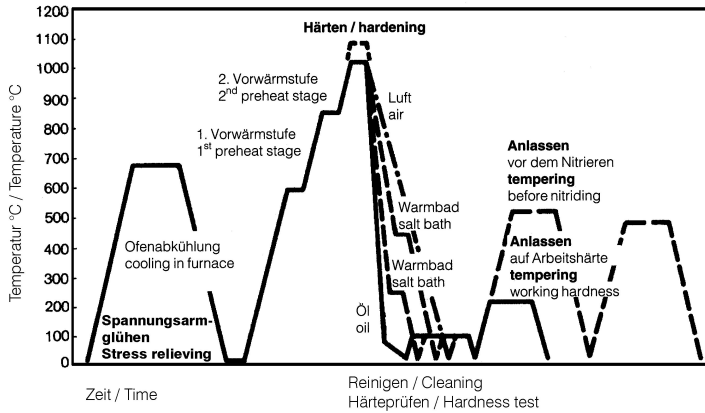 Temperatur °C / Temperature °C
1200
1100
1000
900
800
700
600
500
400
300
200
100
0
Härten / hardening
2. Vorwärmstufe
2nd preheat stage
1. Vorwärmstufe
1st preheat stage
Luft
air
Anlassen
vor dem Nitrieren
tempering
before nitriding
Warmbad
salt bath
Ofenabkühlung
cooling in furnace
Anlassen
auf Arbeitshärte
tempering
working hardness
Warmbad
salt bath
Öl
oil
Spannungsarm-
glühen
Stress relieving
Zeit / Time
Reinigen / Cleaning
Härteprüfen / Hardness test